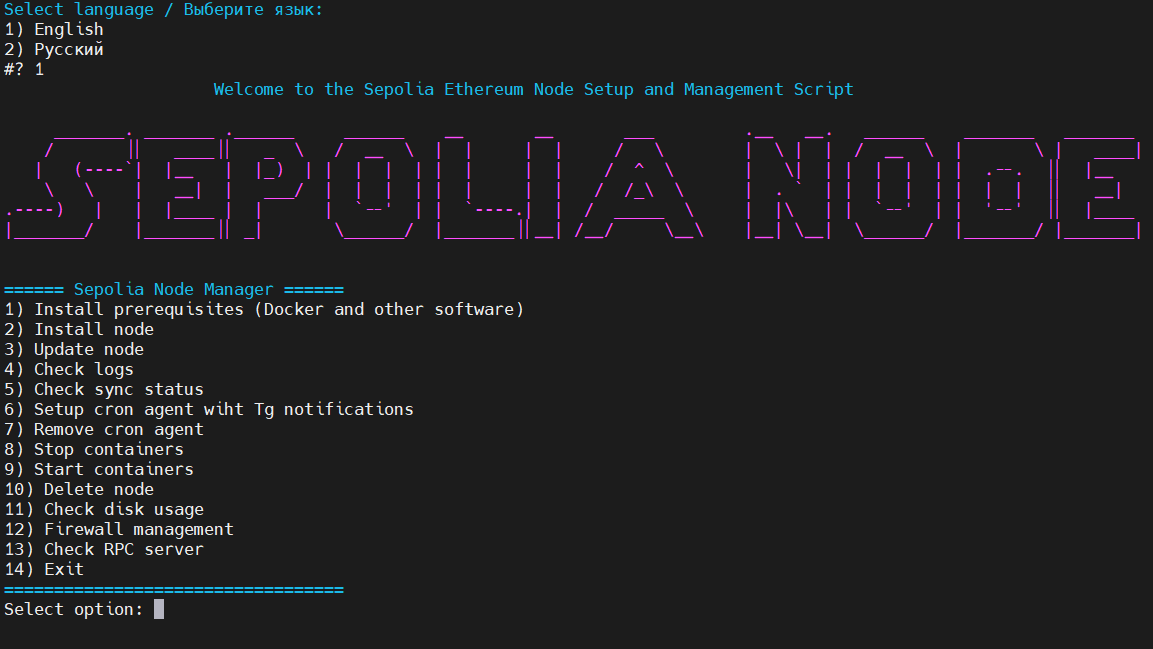 Select language / Выберите язык:
1) English
2) Русский
#? 1
Welcome to the Sepolia Ethereum Node Setup and Management Script
SEPOLIA NODE
====== Sepolia Node Manager ======
1) Install prerequisites (Docker and other software)
2) Install node
3) Update node
4) Check logs
5) Check sync status
6) Setup cron agent wiht Tg notifications
7) Remove cron agent
8) Stop containers
9) Start containers
10) Delete node
11) Check disk usage
12) Firewall management
13) Check RPC server
14) Exit
==================================
Select option: